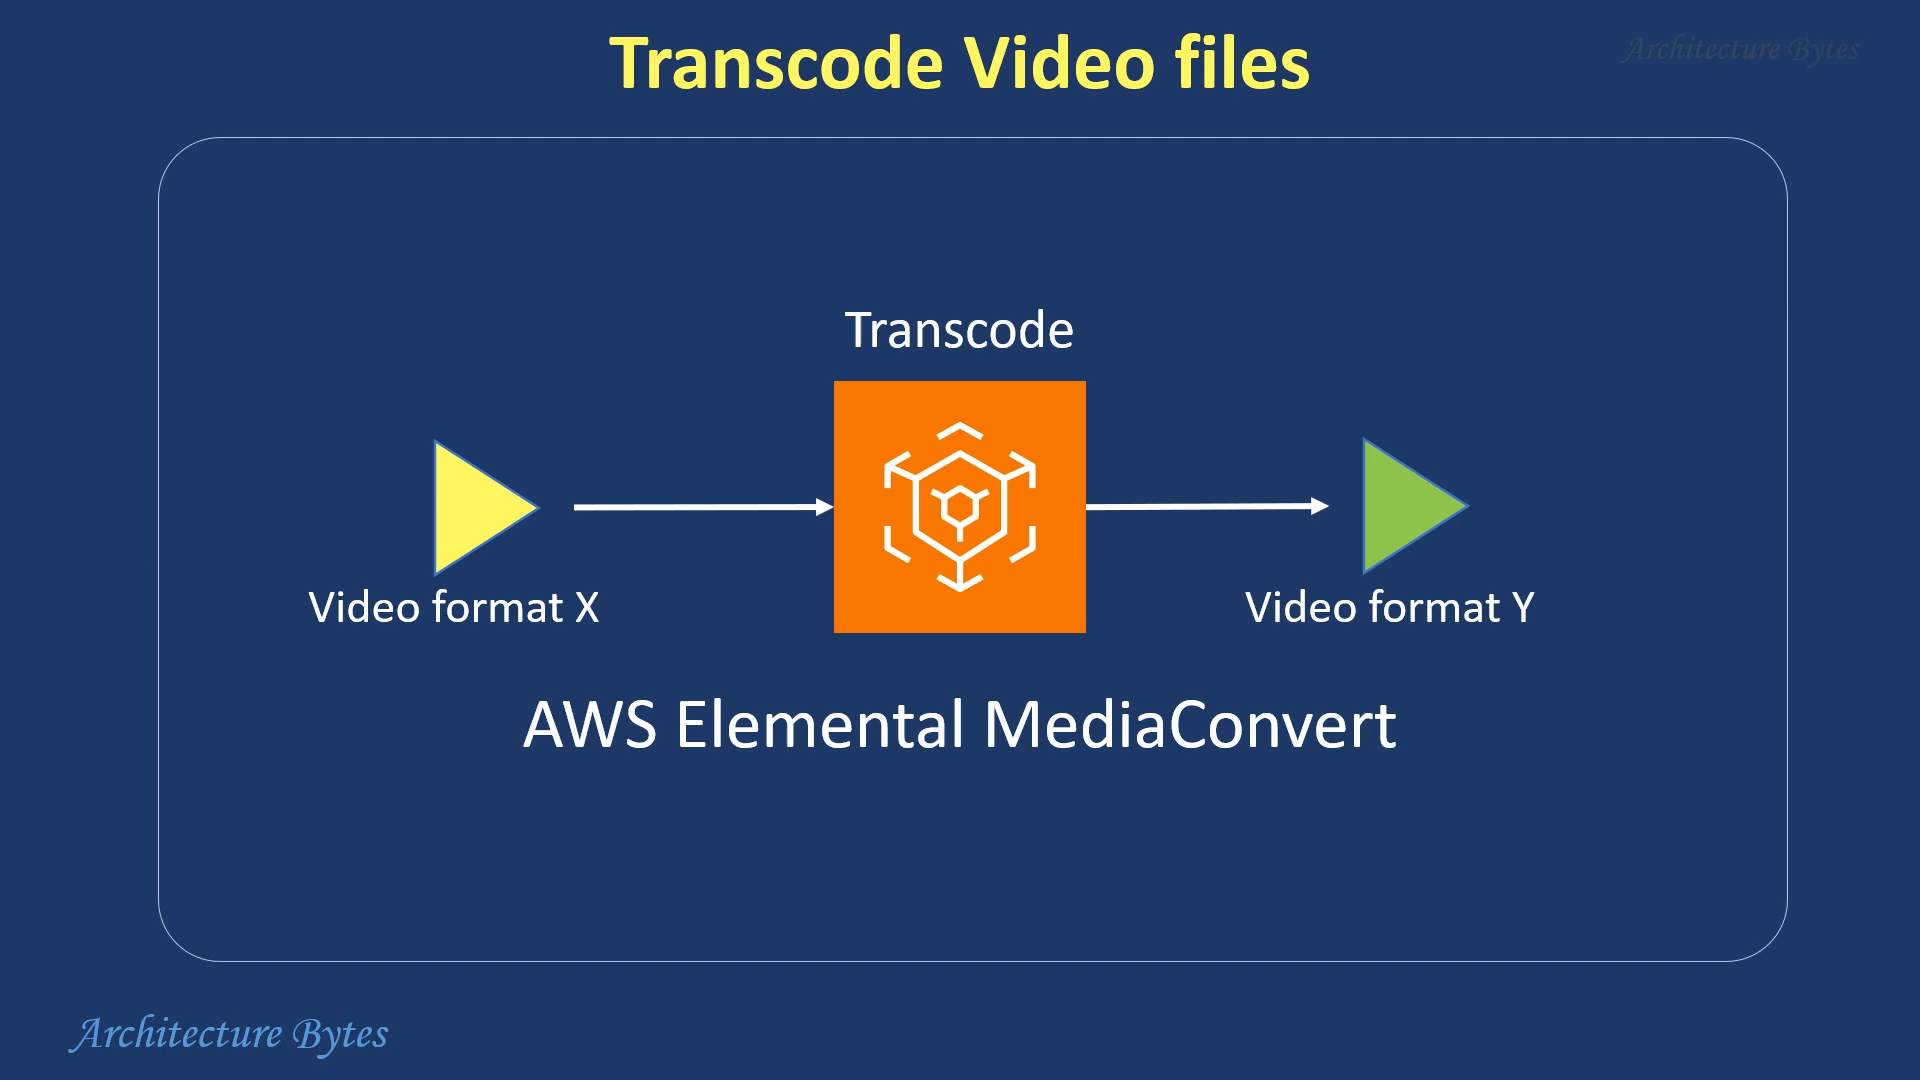 Transcode Video files
Architecture Bytes
Transcode
Video format X
Video format Y
AWS Elemental MediaConvert
Architecture Bytes